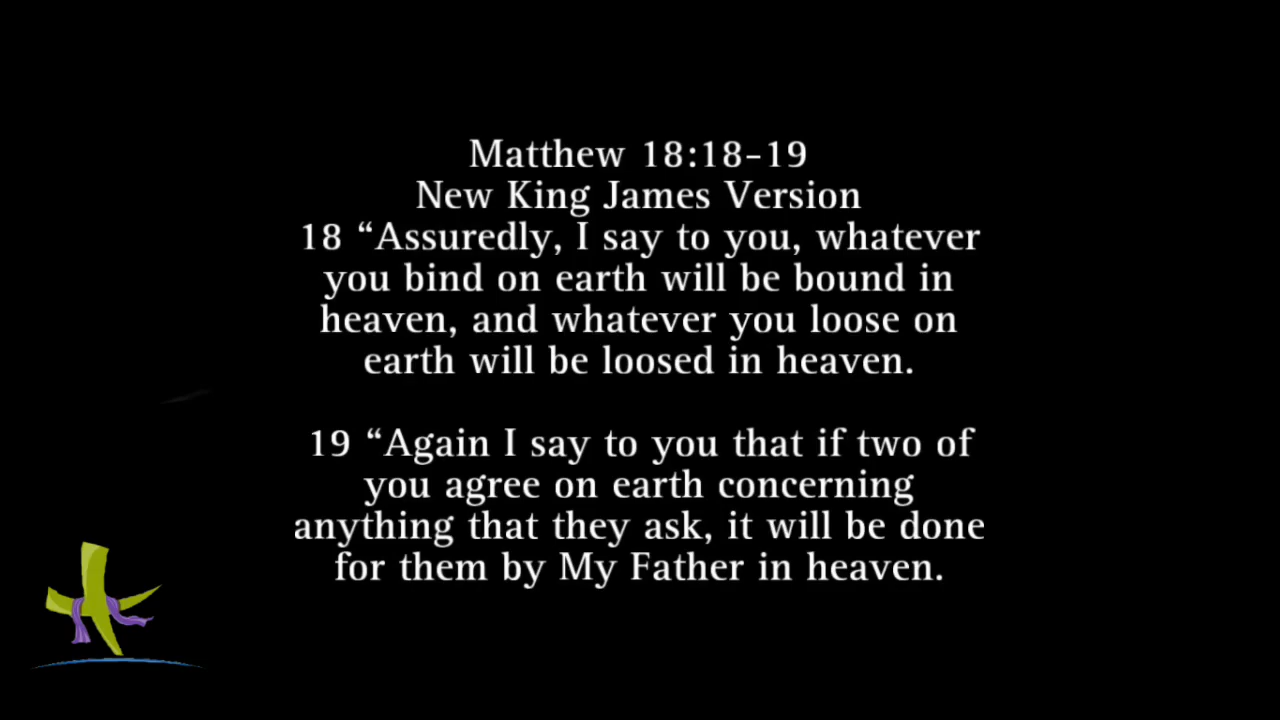 Matthew 18:18-19
New King James Version
18 “Assuredly, I say to you, whatever
you bind on earth will be bound in
heaven, and whatever you loose on
earth will be loosed in heaven.
19 “Again I say to you that if two of
you agree on earth concerning
anything that they ask, it will be done
for them by My Father in heaven.